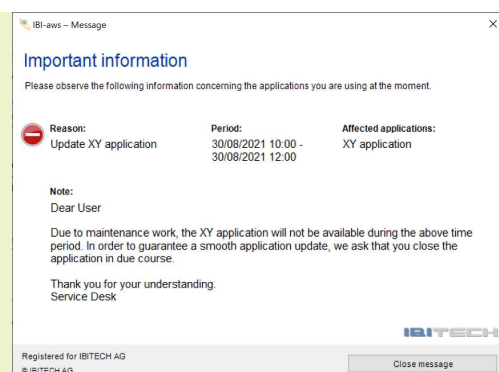 IBI-aws – Message
Important information
Please observe the following information concerning the applications you are using at the moment.
Reason:
Update XY application
Period:
30/08/2021 10:00 -
30/08/2021 12:00
Affected applications:
XY application
Note:
Dear User
Due to maintenance work, the XY application will not be available during the above time
period. In order to guarantee a smooth application update, we ask that you close the
application in due course.
Thank you for your understanding.
Service Desk
IBITECH
Registered for IBITECH AG
© IBITECH AG
Close message